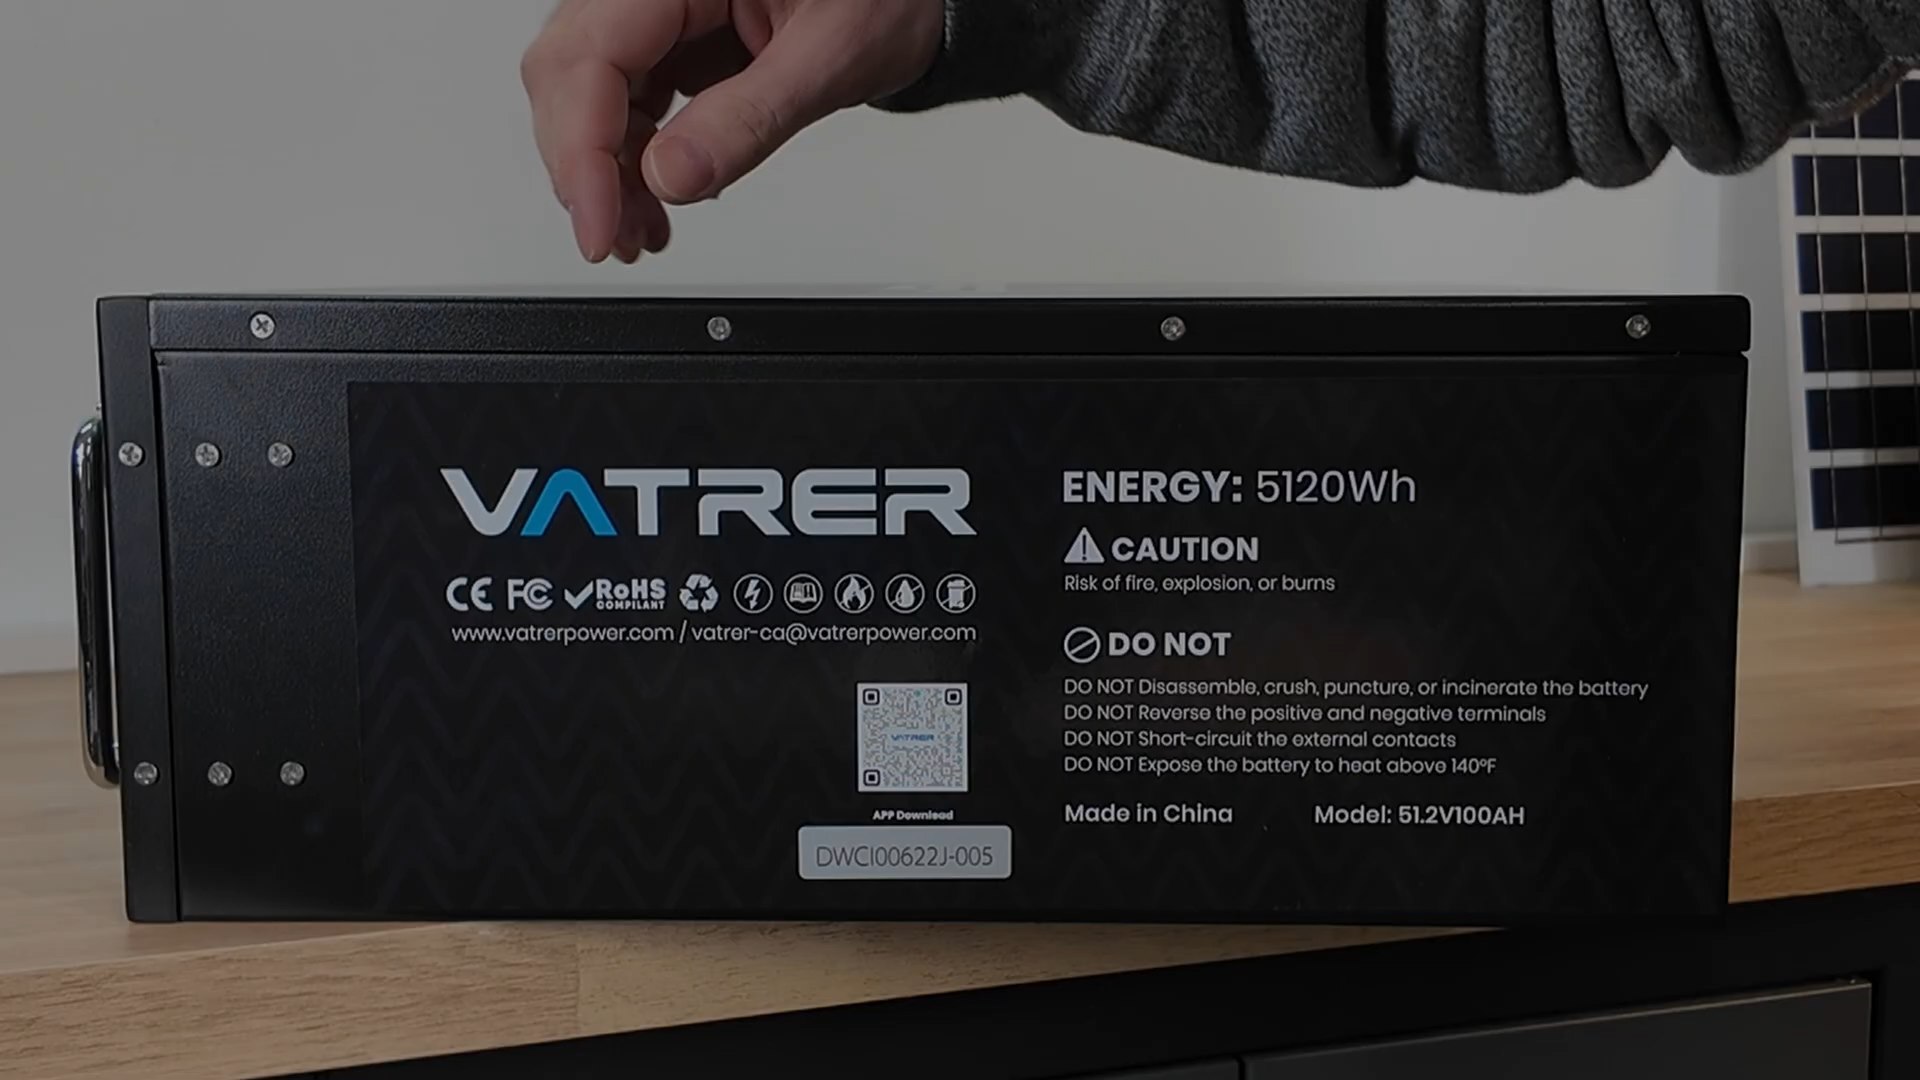 VATRER
CE FC RoHS
COMPLIANT
www.vatrerpower.com / vatrer-ca@vatrerpower.com
VATRER
APP Download
DWCI00622J-005
ENERGY: 5120Wh
CAUTION
Risk of fire, explosion, or burns
DO NOT
DO NOT Disassemble, crush, puncture, or incinerate the battery
DO NOT Reverse the positive and negative terminals
DO NOT Short-circuit the external contacts
DO NOT Expose the battery to heat above 140°F
Made in China Model: 51.2V100AH